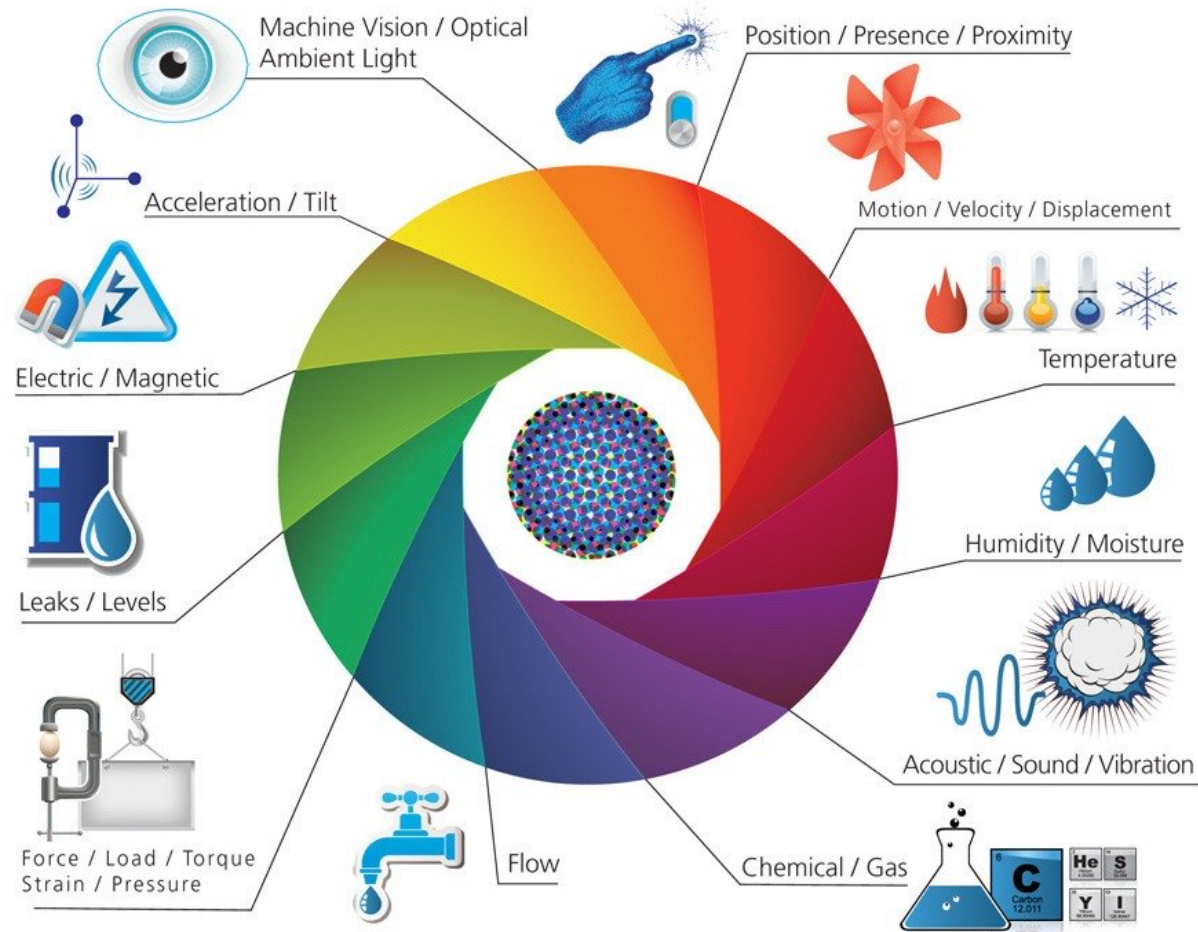 Machine Vision / Optical
Ambient Light
Position / Presence / Proximity
Acceleration / Tilt
Motion / Velocity / Displacement
Electric / Magnetic
Temperature
Leaks / Levels
Humidity / Moisture
Force / Load / Torque
Strain / Pressure
Flow
Acoustic / Sound / Vibration
Chemical / Gas
6
C
Carbon
12.011
He
S
Y
I